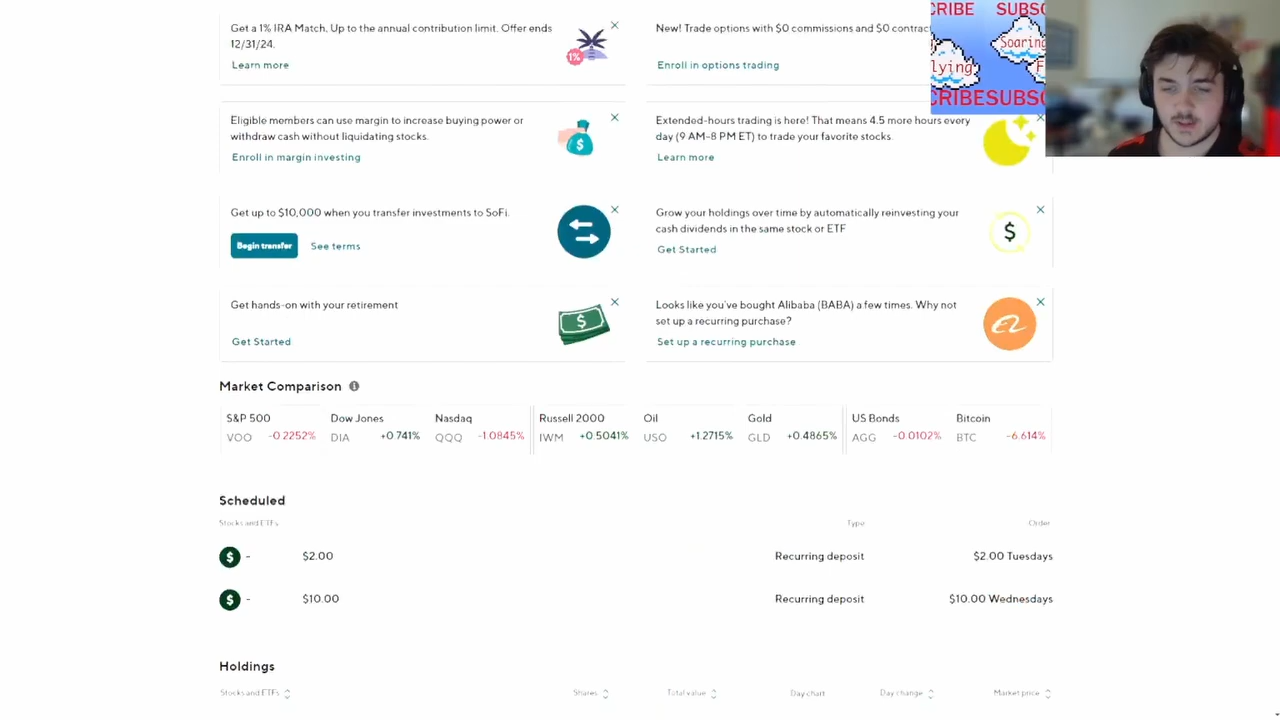 Get a 1% IRA Match. Up to the annual contribution limit. Offer ends
12/31/24.
1%
Learn more
New! Trade options with $0 commissions and $0 contrac
Enroll in options trading
CRIBE SUBSC
Soaring
lying
F
CRIBESUBSC
Eligible members can use margin to increase buying power or
withdraw cash without liquidating stocks.
Enroll in margin investing
Extended-hours trading is here! That means 4.5 more hours every
day (9 AM-8 PM ET) to trade your favorite stocks.
Learn more
Get up to $10,000 when you transfer investments to SoFi.
Begin transfer See terms
Grow your holdings over time by automatically reinvesting your
cash dividends in the same stock or ETF
Get Started
Get hands-on with your retirement
Get Started
Looks like you've bought Alibaba (BABA) a few times. Why not
set up a recurring purchase?
Set up a recurring purchase
Market Comparison
S&P 500 Dow Jones Nasdaq Russell 2000 Oil Gold US Bonds Bitcoin
VOO -0.2252% DIA +0.741% QQQ -1.0845% IWM +0.5041% USO +1.2715% GLD +0.4865% AGG -0.0102% BTC -6.614%
Scheduled
Stocks and ETFs Type Order
$ - $2.00 Recurring deposit $2.00 Tuesdays
$ - $10.00 Recurring deposit $10.00 Wednesdays
Holdings
Stocks and ETFs Shares Total value Day chart Day change Market price